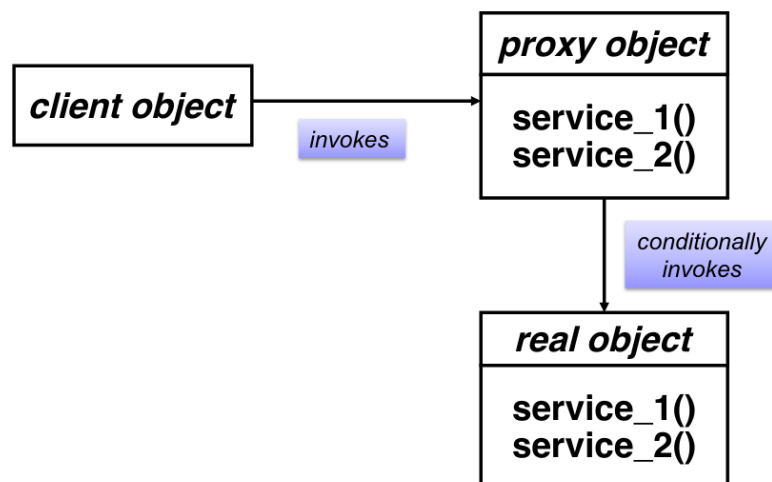 proxy object
client object
service_1()
service_2()
invokes
conditionally
invokes
real object
service_1()
service_2()